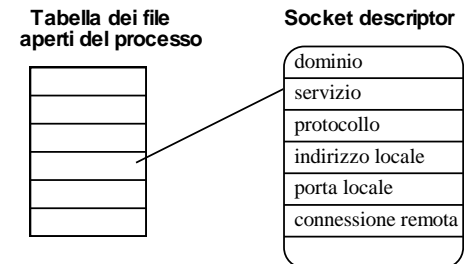 Tabella dei file
aperti del processo
Socket descriptor
dominio
servizio
protocollo
indirizzo locale
porta locale
connessione remota